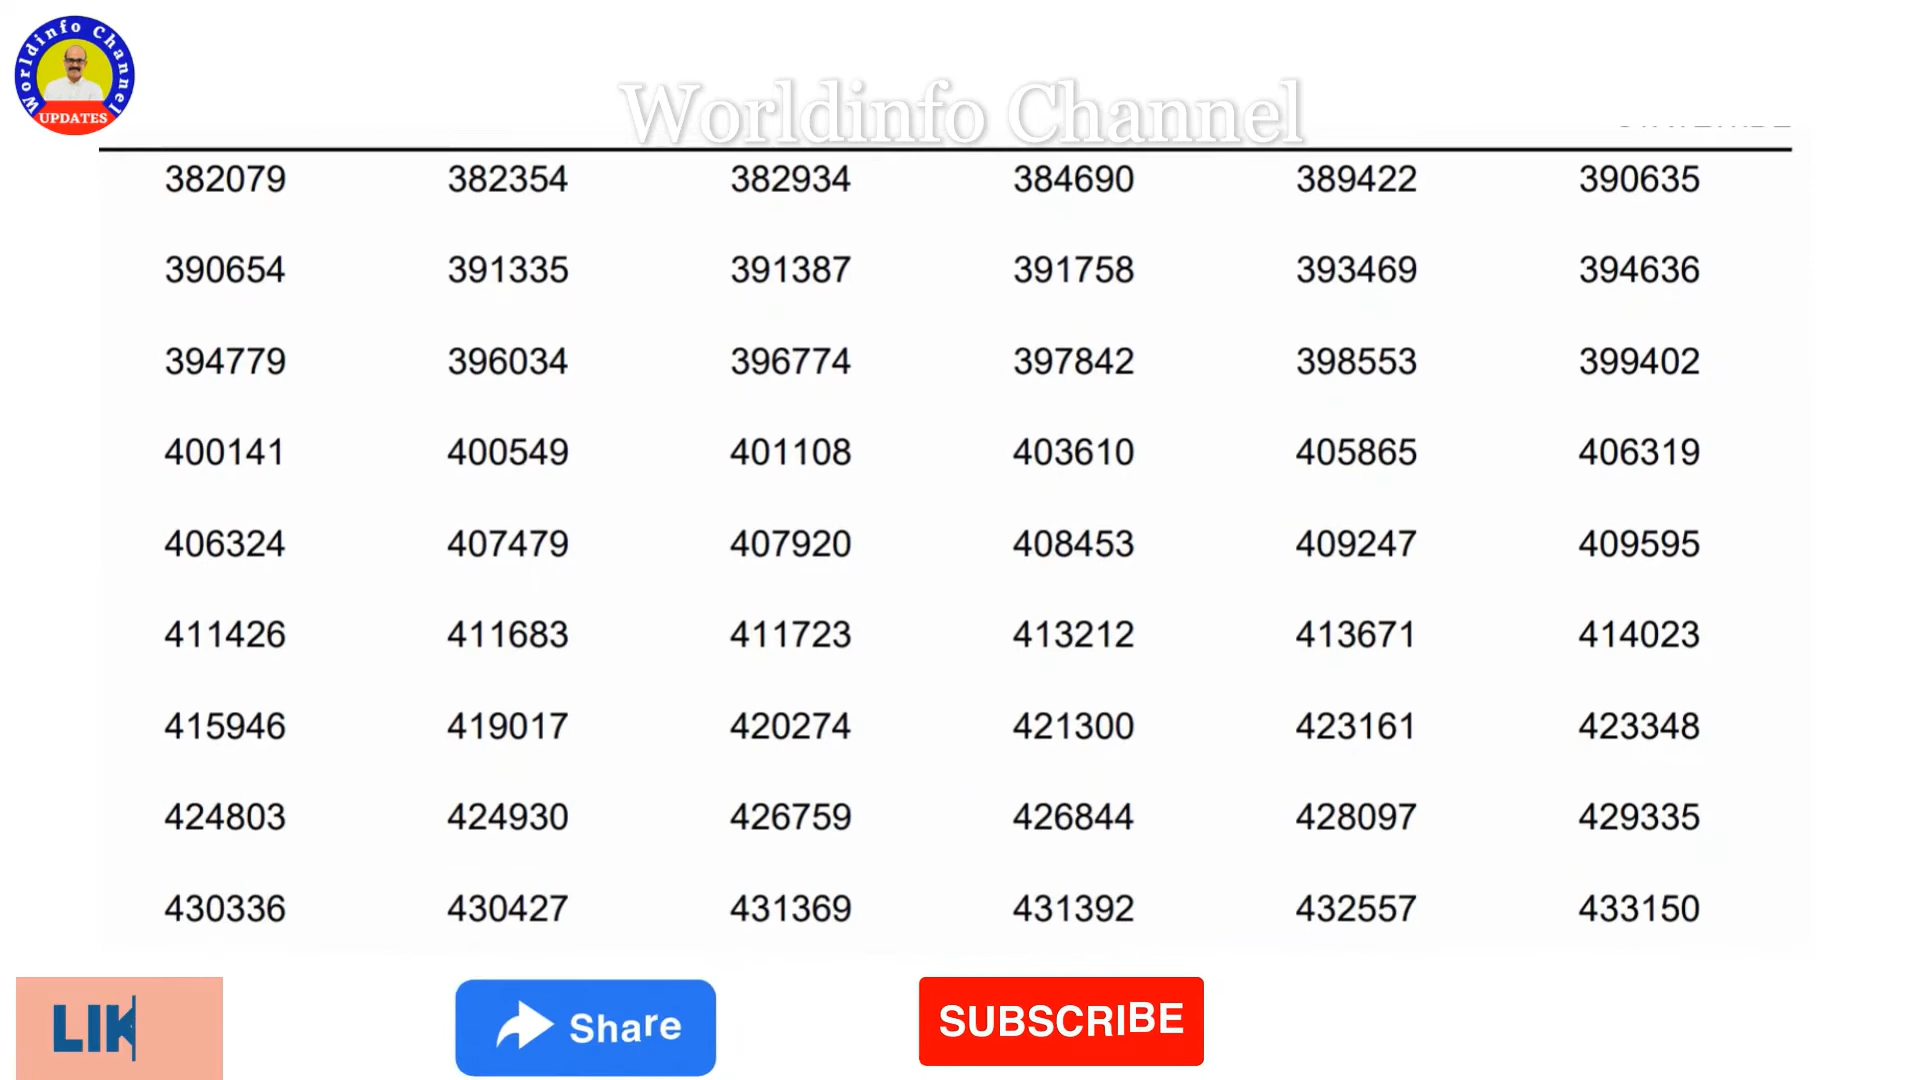 Worldinfo Channel
UPDATES
Worldinfo Channel
382079 382354 382934 384690 389422 390635
390654 391335 391387 391758 393469 394636
394779 396034 396774 397842 398553 399402
400141 400549 401108 403610 405865 406319
406324 407479 407920 408453 409247 409595
411426 411683 411723 413212 413671 414023
415946 419017 420274 421300 423161 423348
424803 424930 426759 426844 428097 429335
430336 430427 431369 431392 432557 433150
LIK Share SUBSCRIBE